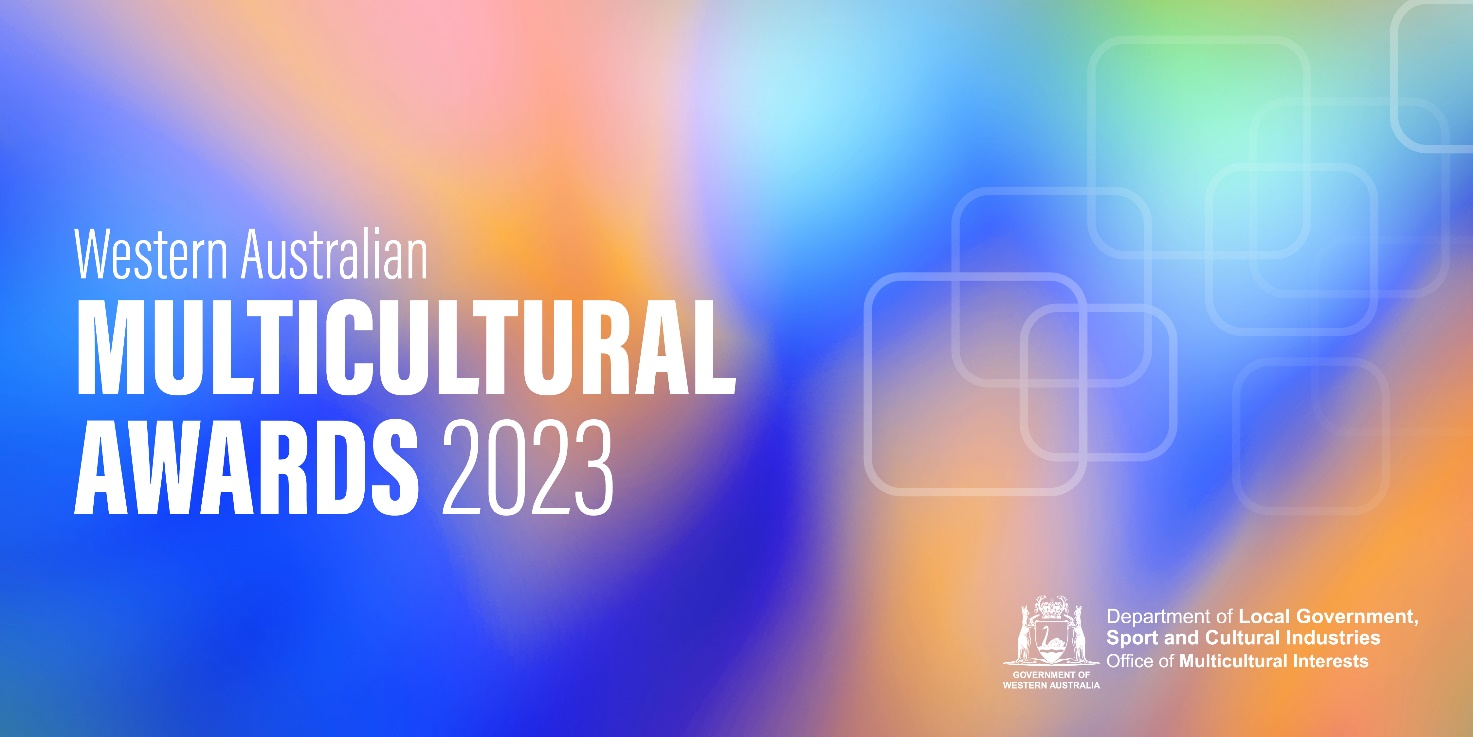 Western Australian
MULTICULTURAL
AWARDS 2023
GOVERNMENT OF
WESTERN AUSTRALIA
Department of Local Government,
Sport and Cultural Industries
Office of Multicultural Interests